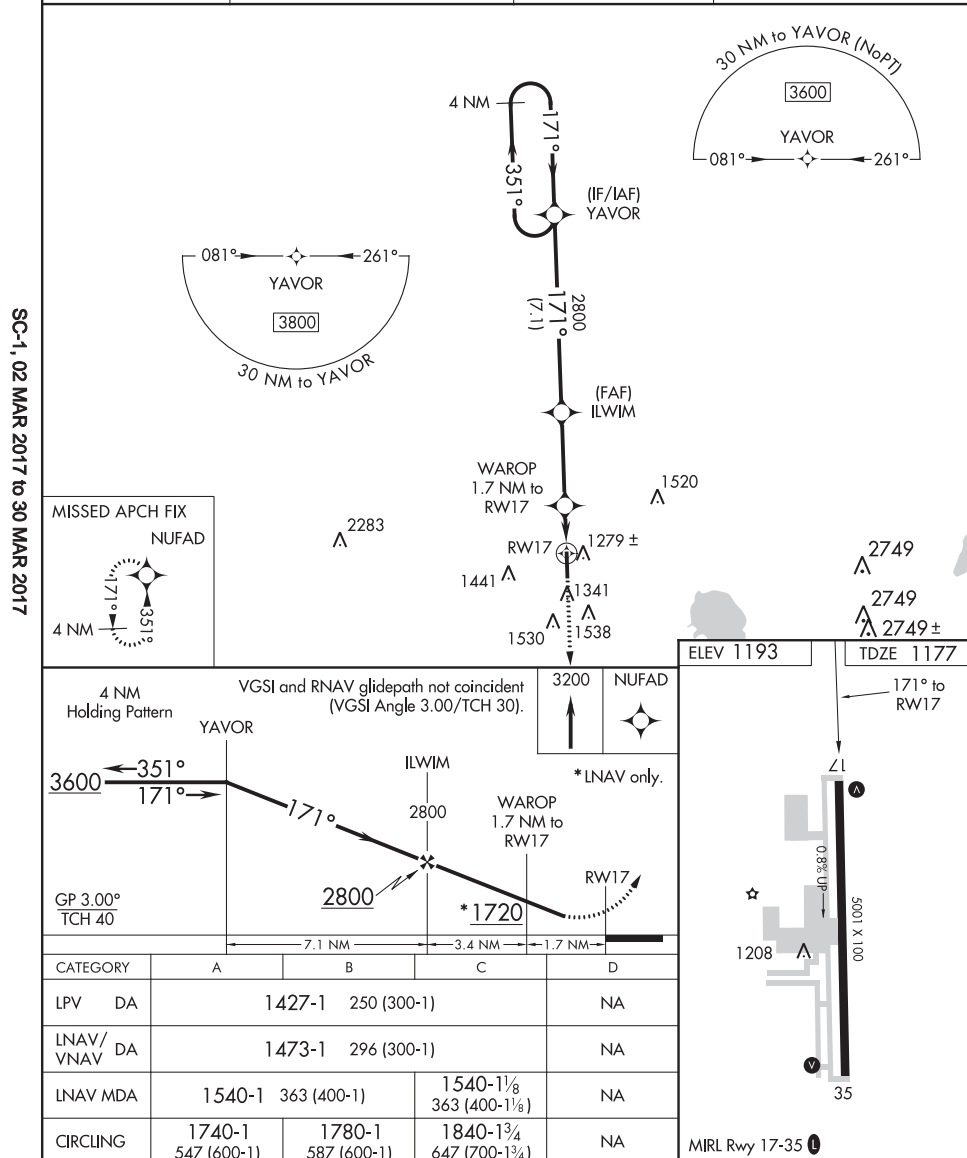 SC-1, 02 MAR 2017 to 30 MAR 2017
30 NM to YAVOR (NoPT)
3600
YAVOR
081°
261°
4 NM
171°
351°
(IF/IAF)
YAVOR
081°
261°
YAVOR
3800
30 NM to YAVOR
2800
171°
(7.1)
(FAF)
ILWIM
WAROP
1.7 NM to
RW17
1520
2283
RW17
1279 ±
1441
1341
1530
1538
2749
2749
2749 ±
MISSED APCH FIX
NUFAD
171°
351°
4 NM
4 NM
Holding Pattern
VGSI and RNAV glidepath not coincident
(VGSI Angle 3.00/TCH 30).
3200
NUFAD
YAVOR
ILWIM
*LNAV only.
351°
3600
171°
171°
2800
WAROP
1.7 NM to
RW17
2800
RW17
*1720
GP 3.00°
TCH 40
7.1 NM
3.4 NM
1.7 NM
CATEGORY A B C D
LPV DA 1427-1 250 (300-1) NA
LNAV/
VNAV DA 1473-1 296 (300-1) NA
LNAV MDA 1540-1 363 (400-1) 1540-1⅛
363 (400-1⅛) NA
CIRCLING 1740-1 1780-1 1840-1¾ NA
547 (600-1) 587 (600-1) 647 (700-1¾)
ELEV 1193
TDZE 1177
171° to
RW17
17
V
0.8% UP
5001 X 100
1208
V
35
MIRL Rwy 17-35 L